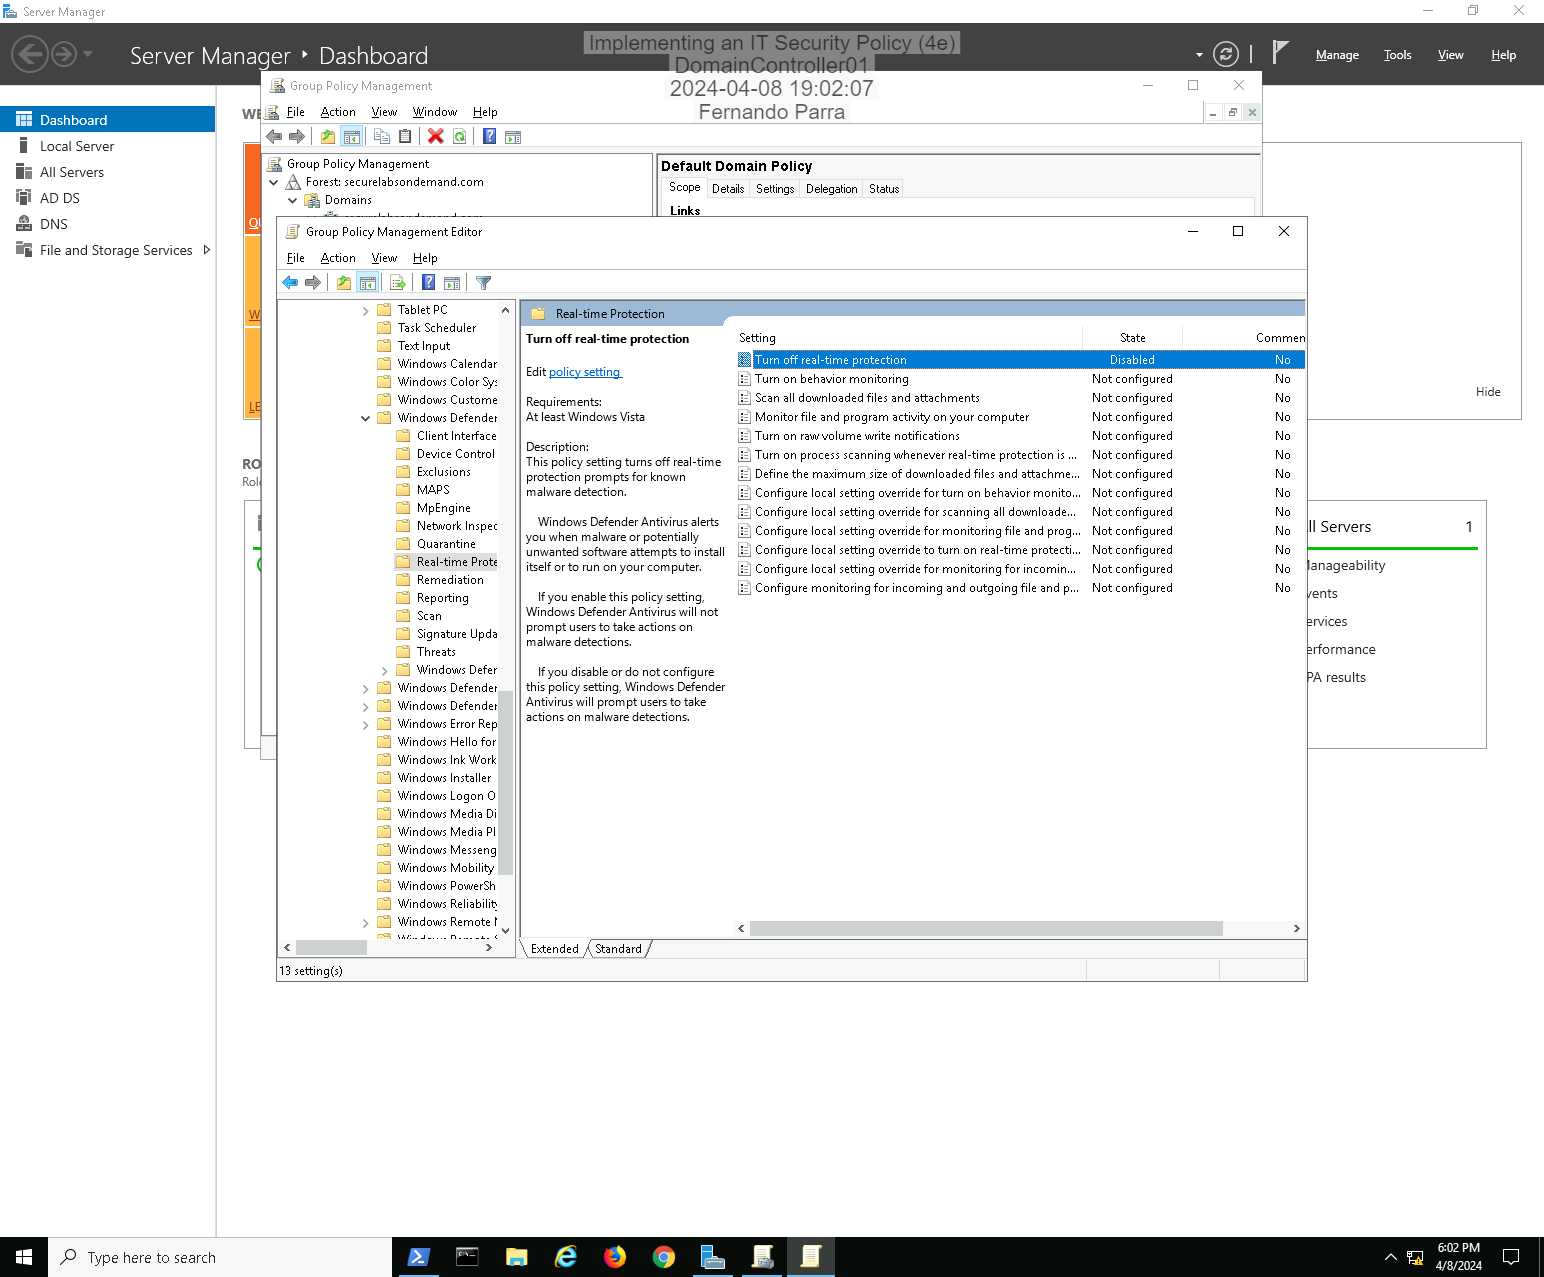 Server Manager
Server Manager ‣ Dashboard
Manage
Tools
View
Help
Implementing an IT Security Policy (4e)
DomainController01
2024-04-08 19:02:07
Fernando Parra
Dashboard
Local Server
All Servers
AD DS
DNS
File and Storage Services
WE
QU
W
LE
Hide
RO
Role
Group Policy Management
File
Action
View
Window
Help
Group Policy Management
Forest: securelabsondemand.com
Domains
Default Domain Policy
Scope
Details
Settings
Delegation
Status
Links
Group Policy Management Editor
File
Action
View
Help
Tablet PC
Task Scheduler
Text Input
Windows Calendar
Windows Color Sys
Windows Custome
Windows Defender
Client Interface
Device Control
Exclusions
MAPS
MpEngine
Network Inspec
Quarantine
Real-time Prote
Remediation
Reporting
Scan
Signature Upda
Threats
Windows Defer
Windows Defender
Windows Defender
Windows Error Rep
Windows Hello for
Windows Ink Work
Windows Installer
Windows Logon O
Windows Media Di
Windows Media Pl
Windows Messeng
Windows Mobility
Windows PowerSh
Windows Reliability
Windows Remote
Real-time Protection
Turn off real-time protection
Edit policy setting
Requirements:
At least Windows Vista
Description:
This policy setting turns off real-time
protection prompts for known
malware detection.
Windows Defender Antivirus alerts
you when malware or potentially
unwanted software attempts to install
itself or to run on your computer.
If you enable this policy setting,
Windows Defender Antivirus will not
prompt users to take actions on
malware detections.
If you disable or do not configure
this policy setting, Windows Defender
Antivirus will prompt users to take
actions on malware detections.
Setting State Commen
Turn off real-time protection Disabled No
Turn on behavior monitoring Not configured No
Scan all downloaded files and attachments Not configured No
Monitor file and program activity on your computer Not configured No
Turn on raw volume write notifications Not configured No
Turn on process scanning whenever real-time protection is ... Not configured No
Define the maximum size of downloaded files and attachme... Not configured No
Configure local setting override for turn on behavior monito... Not configured No
Configure local setting override for scanning all downloade... Not configured No
Configure local setting override for monitoring file and prog... Not configured No
Configure local setting override to turn on real-time protecti... Not configured No
Configure local setting override for monitoring for incomin... Not configured No
Configure monitoring for incoming and outgoing file and p... Not configured No
Extended
Standard
13 setting(s)
ll Servers 1
Manageability
vents
ervices
erformance
PA results
Type here to search
6:02 PM
4/8/2024